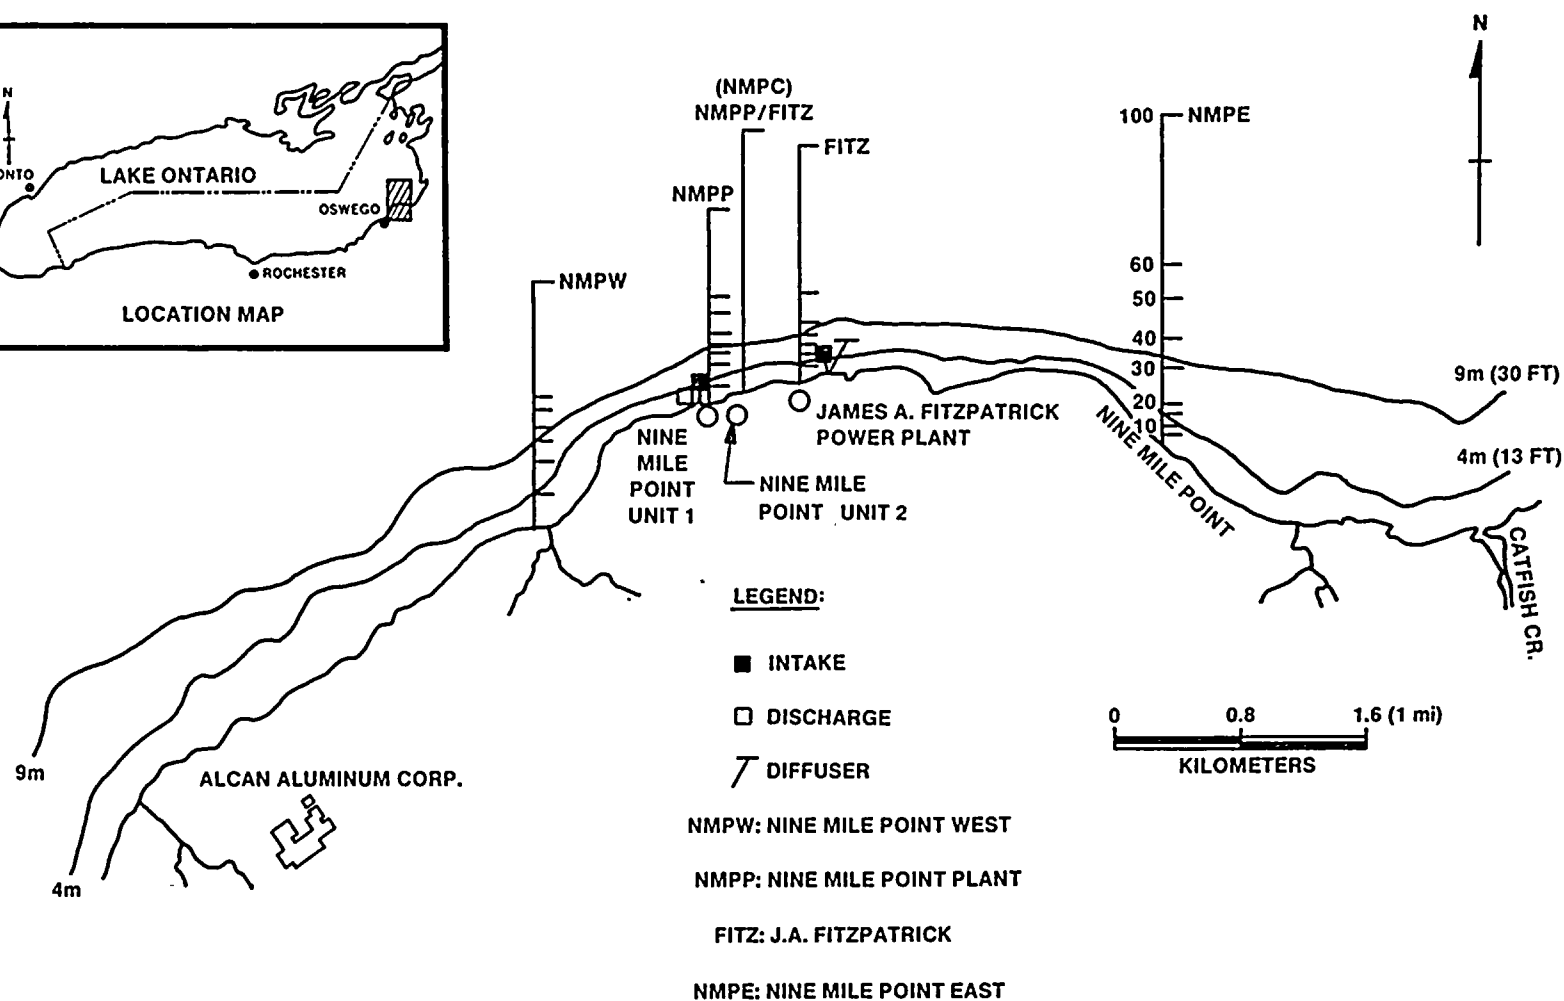 N
ONTO
LAKE ONTARIO
OSWEGO
ROCHESTER
LOCATION MAP
(NMPC)
NMPP/FITZ
FITZ
NMPP
NMPW
N
100
NMPE
60
50
40
30
20
10
9m (30 FT)
4m (13 FT)
NINE
MILE
POINT
UNIT 1
NINE MILE
POINT UNIT 2
JAMES A. FITZPATRICK
POWER PLANT
NINE MILE POINT
CATFISH CR.
9m
4m
ALCAN ALUMINUM CORP.
LEGEND:
INTAKE
DISCHARGE
DIFFUSER
NMPW: NINE MILE POINT WEST
NMPP: NINE MILE POINT PLANT
FITZ: J.A. FITZPATRICK
NMPE: NINE MILE POINT EAST
0 0.8 1.6 (1 mi)
KILOMETERS